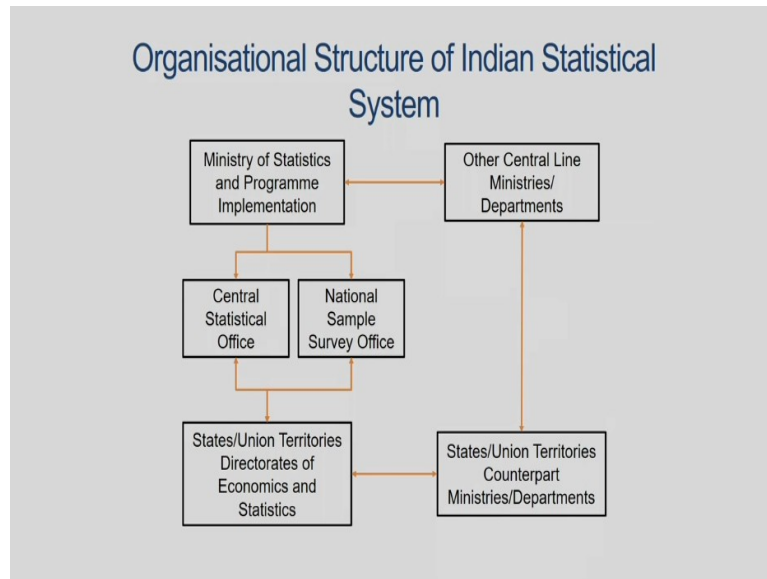 Organisational Structure of Indian Statistical
System
Ministry of Statistics
and Programme
Implementation
Other Central Line
Ministries/
Departments
Central
Statistical
Office
National
Sample
Survey Office
States/Union Territories
Directorates of
Economics and
Statistics
States/Union Territories
Counterpart
Ministries/Departments